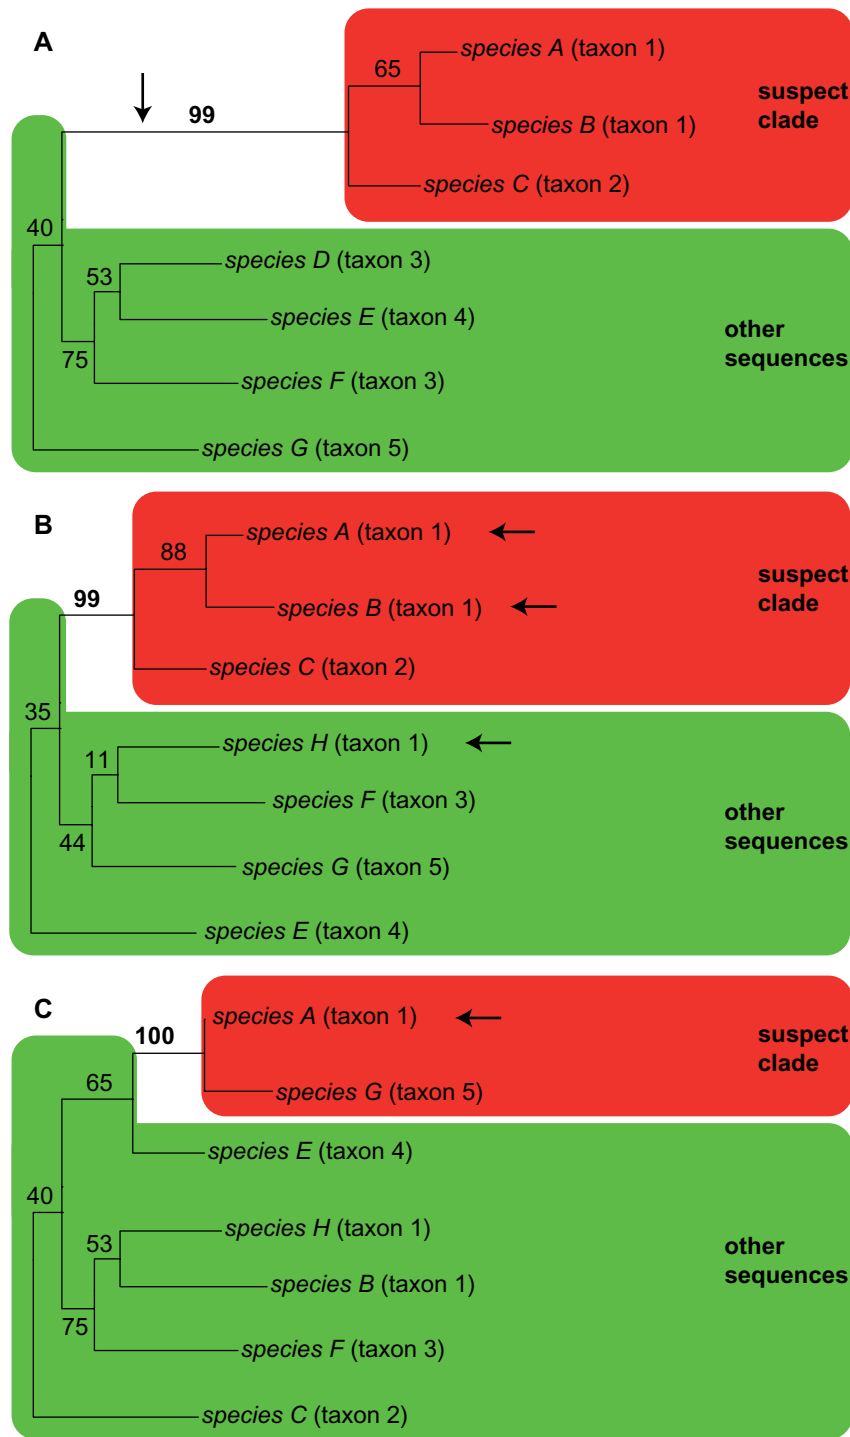 A
species A (taxon 1)
65
suspect
clade
99
species B (taxon 1)
species C (taxon 2)
40
species D (taxon 3)
53
species E (taxon 4)
other
sequences
75
species F (taxon 3)
species G (taxon 5)
B
species A (taxon 1)
88
suspect
clade
99
species B (taxon 1)
species C (taxon 2)
35
species H (taxon 1)
11
species F (taxon 3)
other
sequences
44
species G (taxon 5)
species E (taxon 4)
C
species A (taxon 1)
100
suspect
clade
65
species G (taxon 5)
species E (taxon 4)
40
species H (taxon 1)
53
other
sequences
species B (taxon 1)
75
species F (taxon 3)
species C (taxon 2)